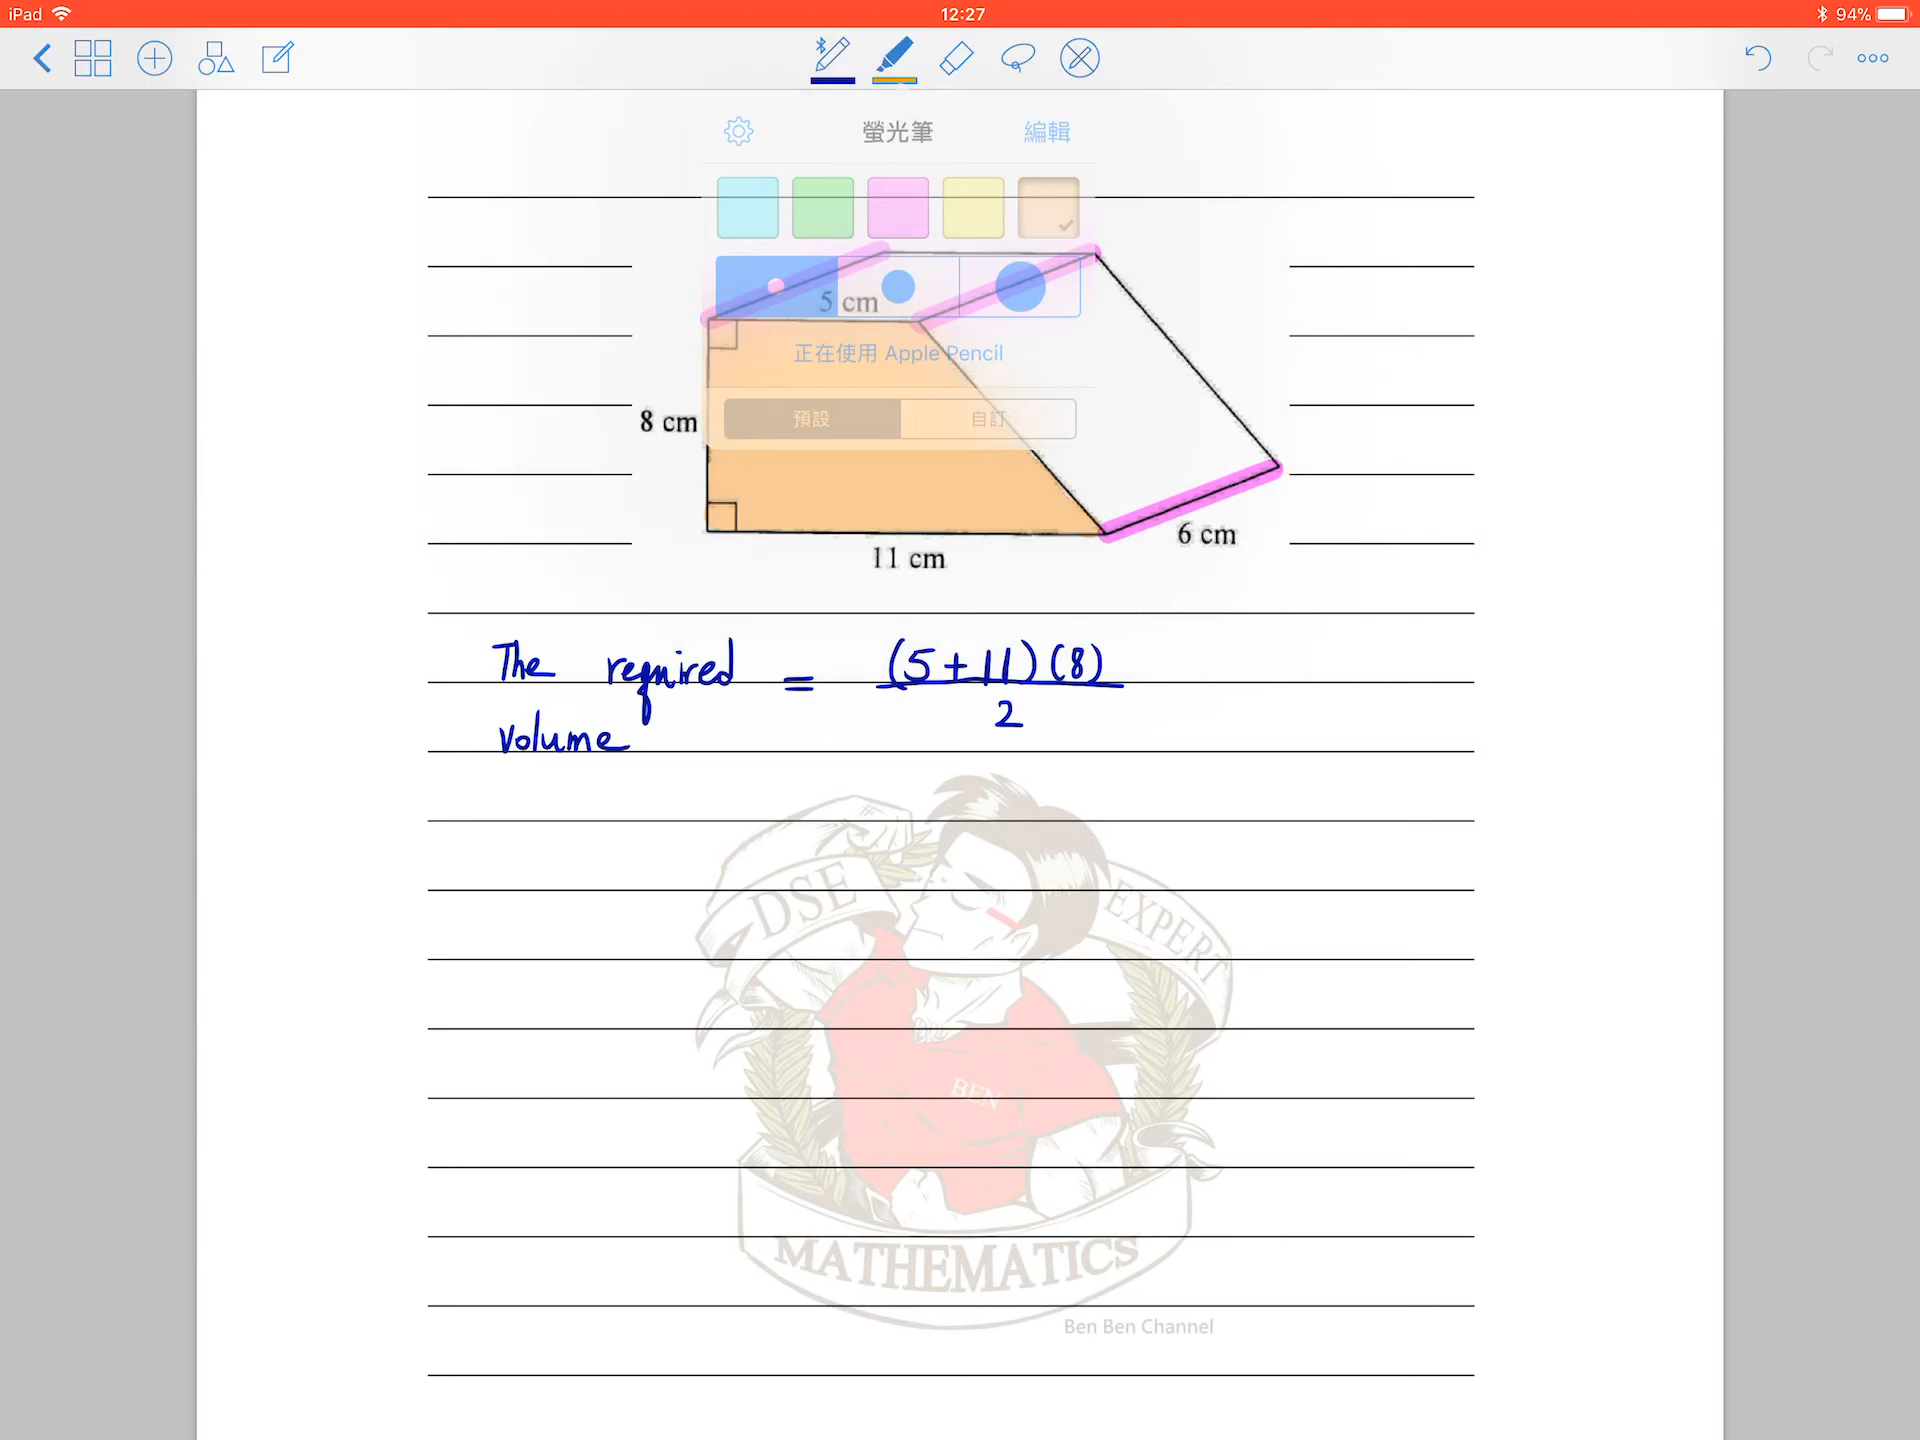 iPad 12:27 94%
螢光筆 編輯
5 cm
正在使用 Apple Pencil
預設 自訂
8 cm
6 cm
11 cm
The required = (5+11)(8)
2
volume
DSE EXPERT
BEN
MATHEMATICS
Ben Ben Channel